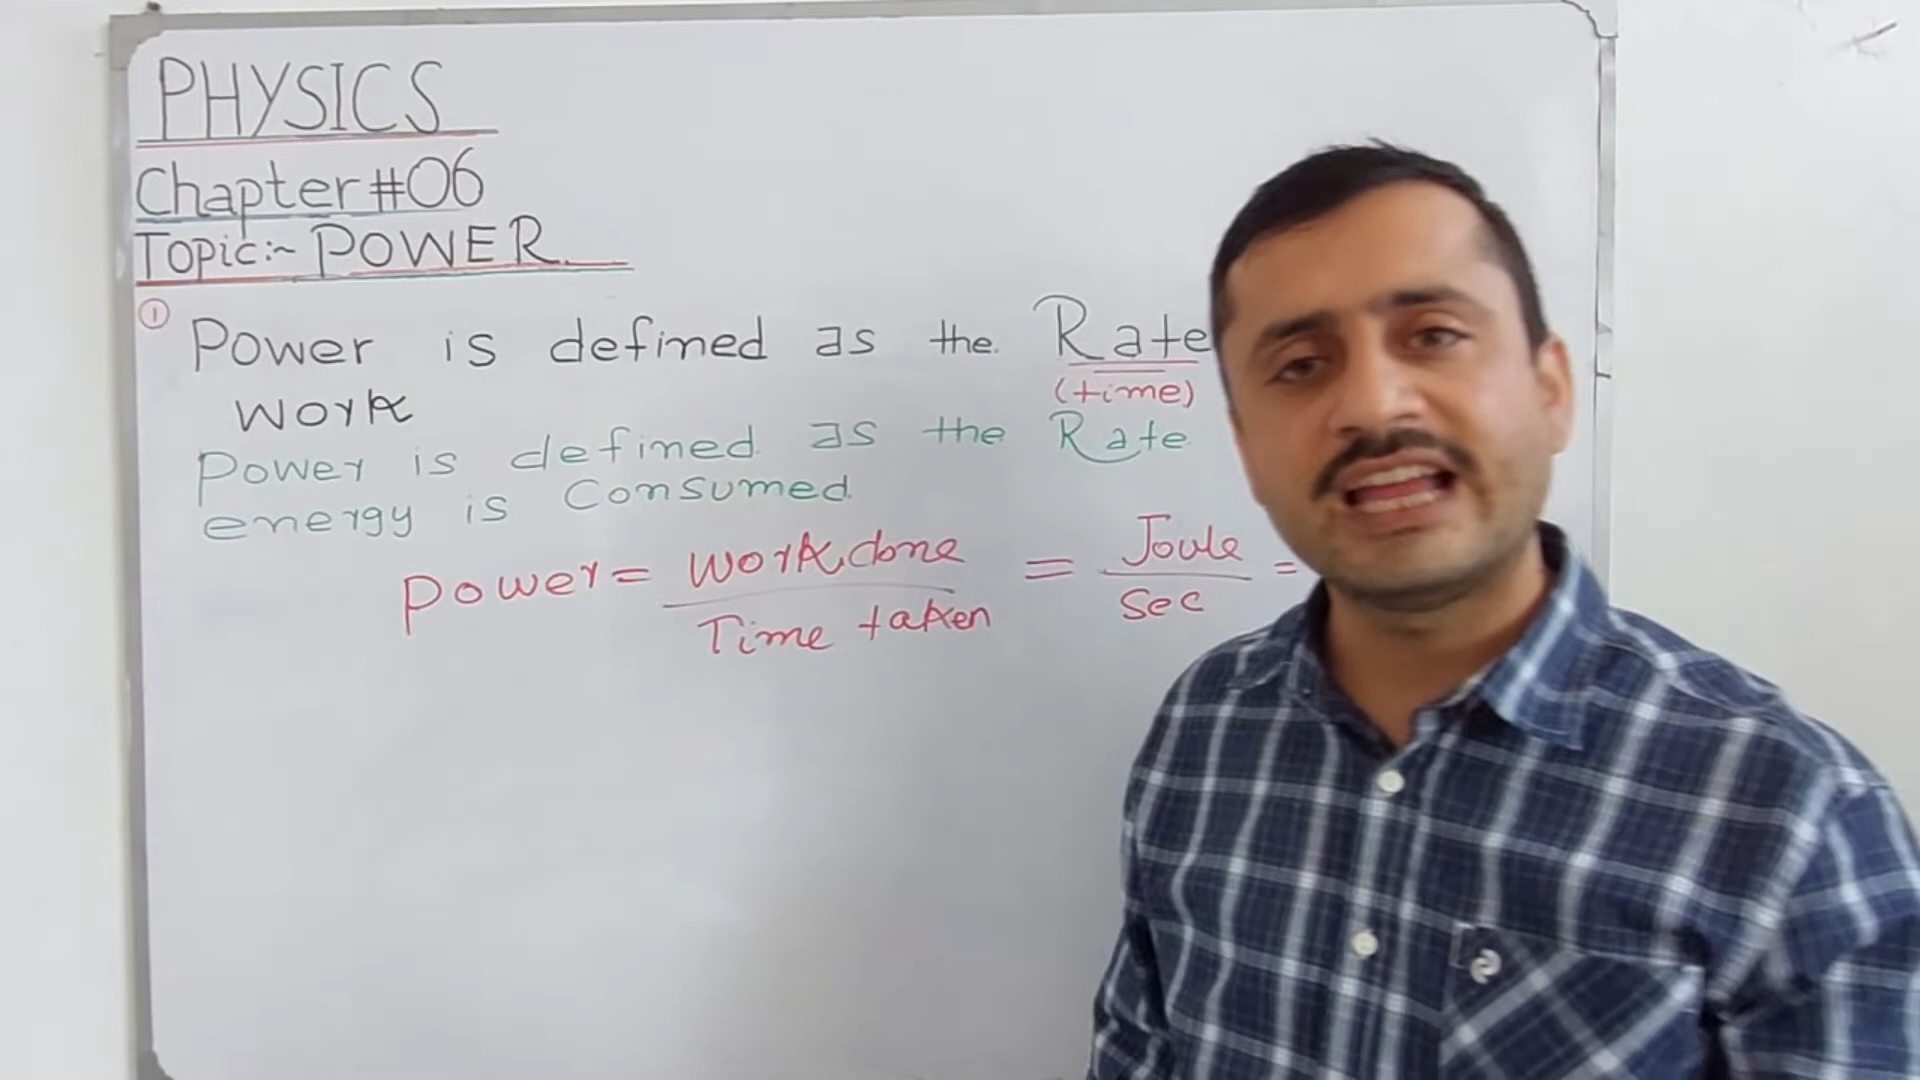 PHYSICS
Chapter#06
Topic:~ POWER
① Power is defined as the Rate
(time)
work
Power is defined as the Rate
energy is Consumed
Power = work done / Time taken = Joule / Sec =